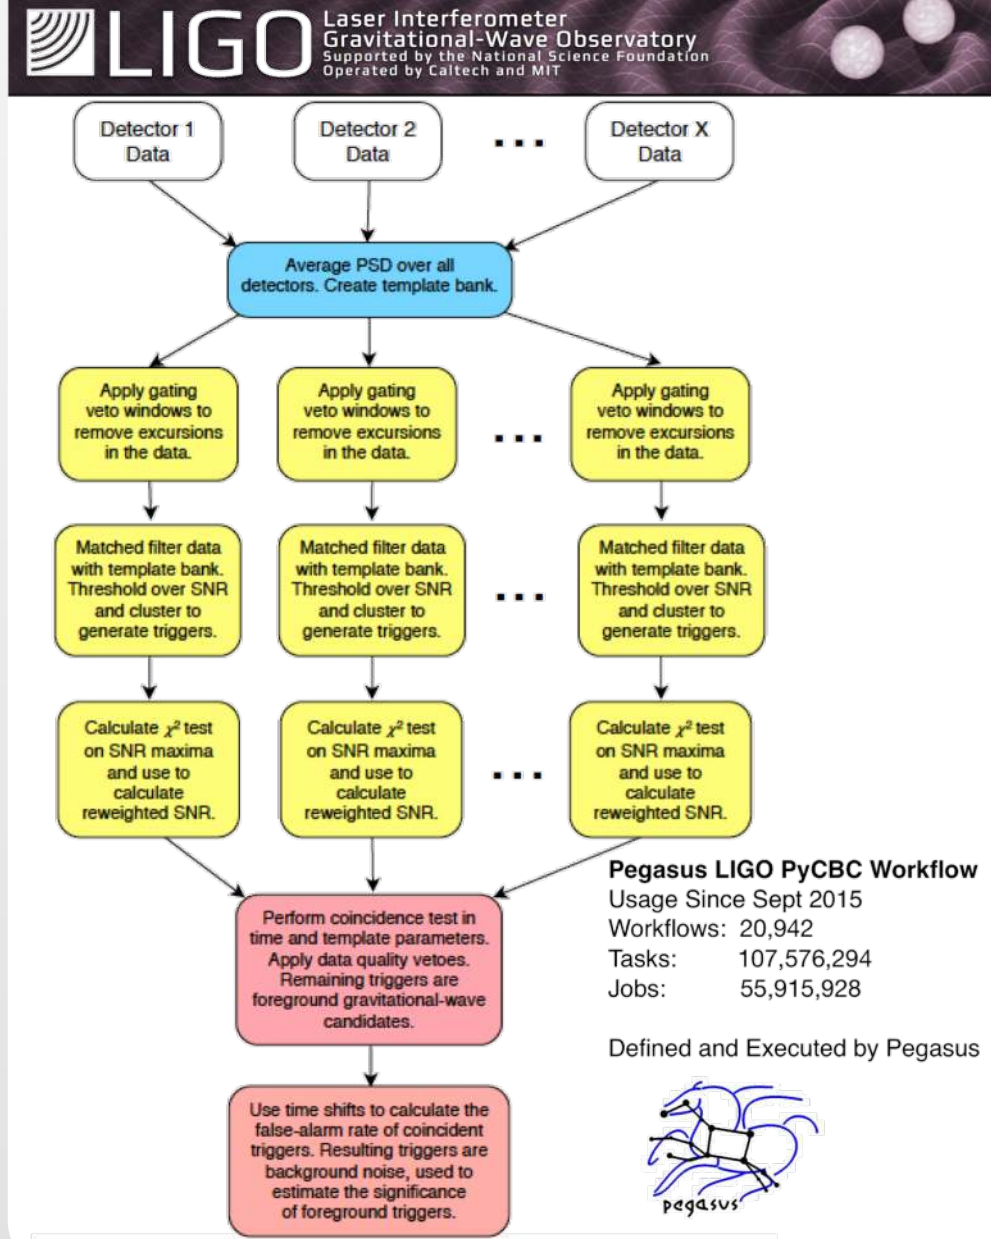 LIGO
Laser Interferometer
Gravitational-Wave Observatory
Supported by the National Science Foundation
Operated by Caltech and MIT
Detector 1
Data
Detector 2
Data
...
Detector X
Data
Average PSD over all
detectors. Create template bank.
Apply gating
veto windows to
remove excursions
in the data.
Apply gating
veto windows to
remove excursions
in the data.
...
Apply gating
veto windows to
remove excursions
in the data.
Matched filter data
with template bank.
Threshold over SNR
and cluster to
generate triggers.
Matched filter data
with template bank.
Threshold over SNR
and cluster to
generate triggers.
...
Matched filter data
with template bank.
Threshold over SNR
and cluster to
generate triggers.
Calculate χ² test
on SNR maxima
and use to
calculate
reweighted SNR.
Calculate χ² test
on SNR maxima
and use to
calculate
reweighted SNR.
...
Calculate χ² test
on SNR maxima
and use to
calculate
reweighted SNR.
Perform coincidence test in
time and template parameters.
Apply data quality vetoes.
Remaining triggers are
foreground gravitational-wave
candidates.
Use time shifts to calculate the
false-alarm rate of coincident
triggers. Resulting triggers are
background noise, used to
estimate the significance
of foreground triggers.
Pegasus LIGO PyCBC Workflow
Usage Since Sept 2015
Workflows: 20,942
Tasks: 107,576,294
Jobs: 55,915,928
Defined and Executed by Pegasus
pegasus